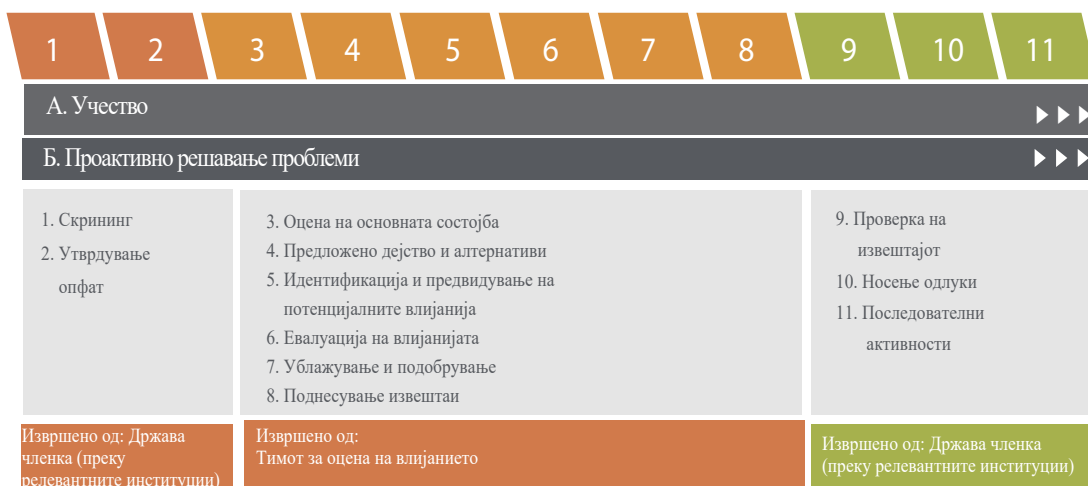 1 2 3 4 5 6 7 8 9 10 11
А. Учество
Б. Проактивно решавање проблеми
1. Скрининг
2. Утврдување
опфат
3. Оцена на основната состојба
4. Предложено дејство и алтернативи
5. Идентификација и предвидување на
потенцијалните влијанија
6. Евалуација на влијанијата
7. Ублажување и подобрување
8. Поднесување извештаи
9. Проверка на
извештајот
10. Носење одлуки
11. Последователни
активности
Извршено од: Држава
членка (преку
релевантните институции)
Извршено од:
Тимот за оцена на влијанието
Извршено од: Држава членка
(преку релевантните институции)